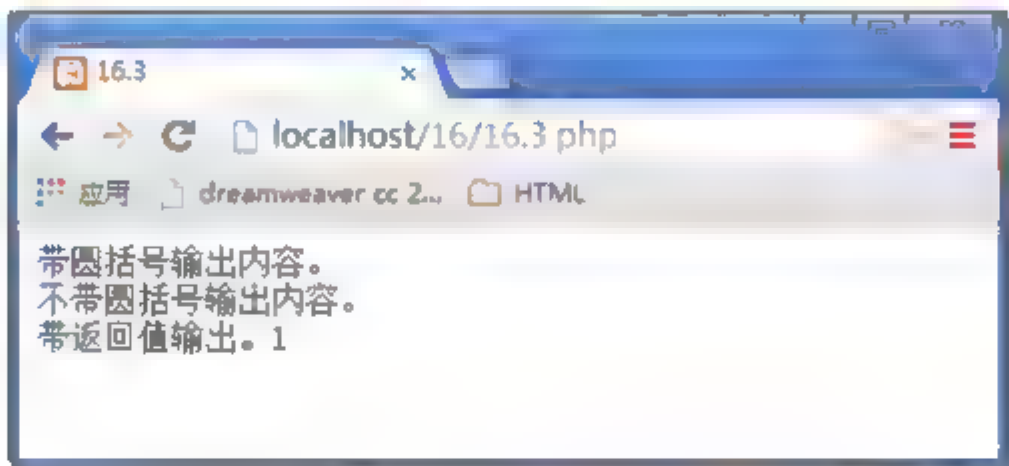 16.3
localhost/16/16.3 php
应用 dreamweaver cc 2... HTML
带圆括号输出内容。
不带圆括号输出内容。
带返回值输出。1